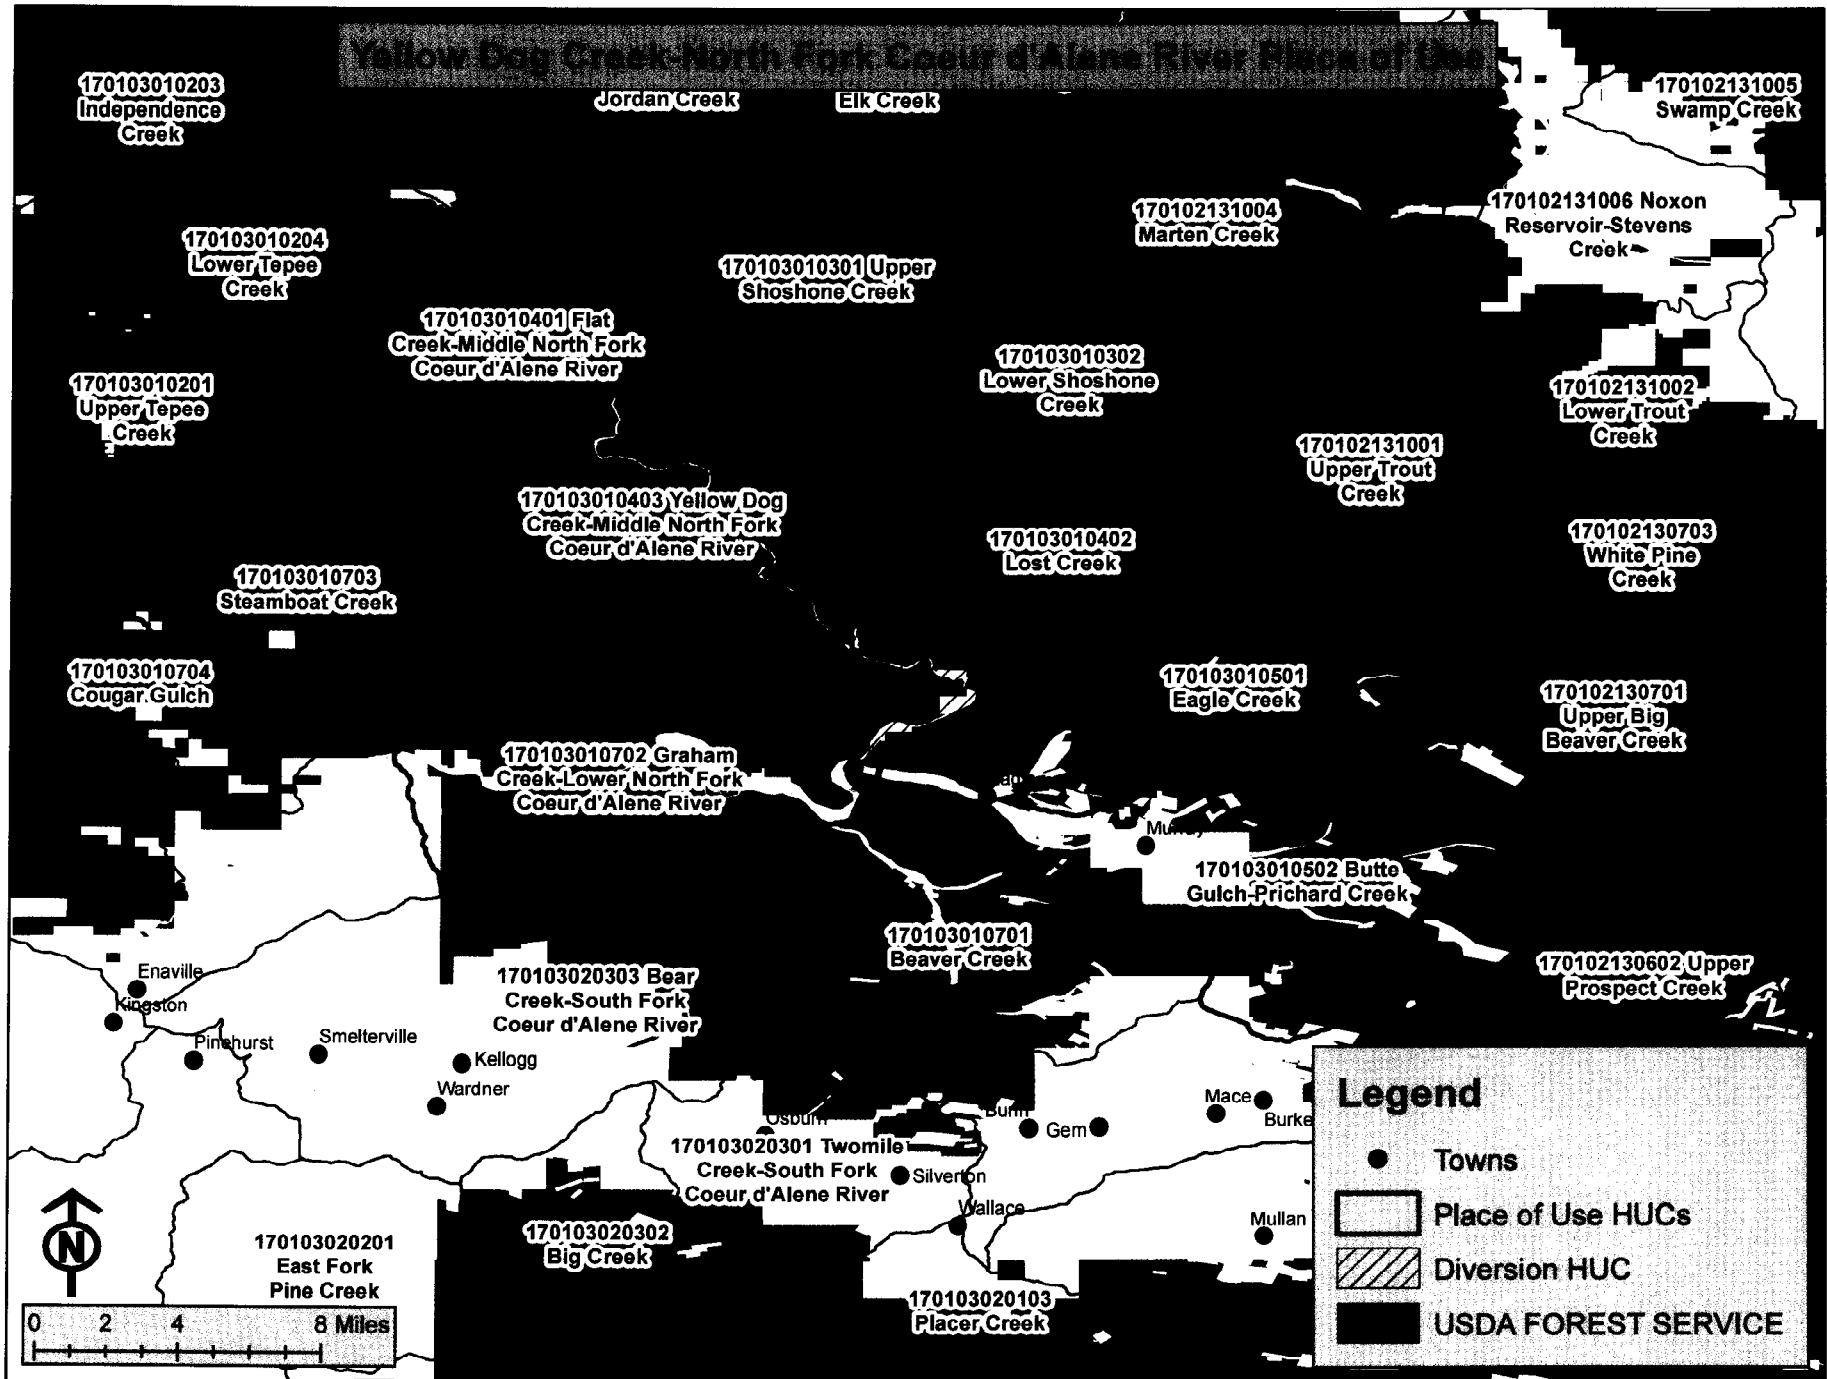 Yellow Dog Creek-North Fork Coeur d'Alene River Place of Use
170103010203
Independence
Creek
Jordan Creek
Elk Creek
170102131005
Swamp Creek
170102131004
Marten Creek
170102131006 Noxon
Reservoir-Stevens
Creek
170103010204
Lower Tepee
Creek
170103010301 Upper
Shoshone Creek
170103010401 Flat
Creek-Middle North Fork
Coeur d'Alene River
170103010302
Lower Shoshone
Creek
170103010201
Upper Tepee
Creek
170102131002
Lower Trout
Creek
170102131001
Upper Trout
Creek
170103010403 Yellow Dog
Creek-Middle North Fork
Coeur d'Alene River
170103010402
Lost Creek
170102130703
White Pine
Creek
170103010703
Steamboat Creek
170103010704
Cougar Gulch
170103010501
Eagle Creek
170102130701
Upper Big
Beaver Creek
170103010702 Graham
Creek-Lower North Fork
Coeur d'Alene River
Murray
170103010502 Butte
Gulch-Prichard Creek
170103010701
Beaver Creek
170102130602 Upper
Prospect Creek
Enaville
Kingston
170103020303 Bear
Creek-South Fork
Coeur d'Alene River
Pinehurst
Smelterville
Kellogg
Wardner
Osburn
Gem
Mace
Burke
170103020301 Twomile
Creek-South Fork
Coeur d'Alene River
Silverton
Wallace
Mullan
170103020302
Big Creek
170103020201
East Fork
Pine Creek
170103020103
Placer Creek
N
0 2 4 8 Miles
Legend
Towns
Place of Use HUCs
Diversion HUC
USDA FOREST SERVICE